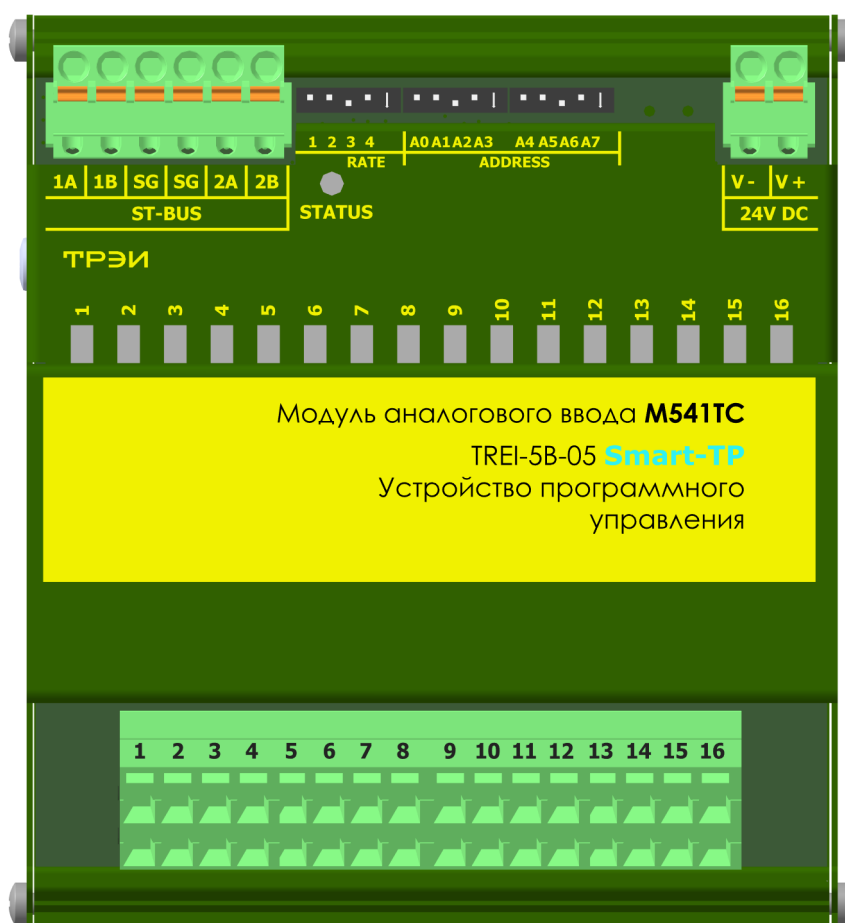 1 2 3 4 A0 A1 A2 A3 A4 A5 A6 A7
RATE ADDRESS
1A 1B SG SG 2A 2B V - V +
ST-BUS STATUS 24V DC
ТРЭИ
1 2 3 4 5 6 7 8 9 10 11 12 13 14 15 16
Модуль аналогового ввода M541TC
TREI-5B-05 Smart-TP
Устройство программного
управления
1 2 3 4 5 6 7 8 9 10 11 12 13 14 15 16